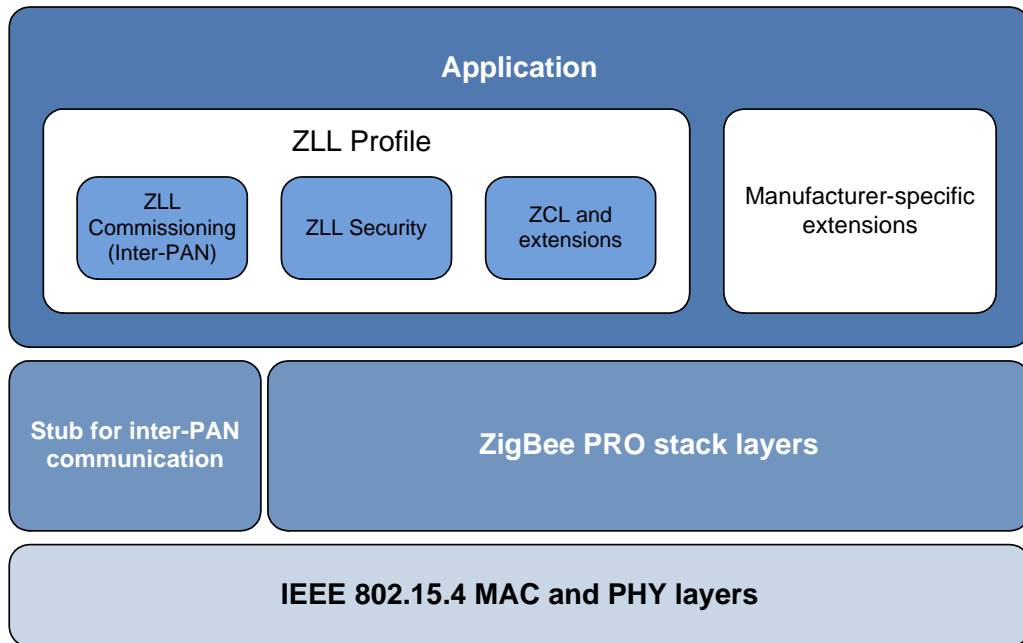 Application
ZLL Profile
ZLL
Commissioning
(Inter-PAN)
ZLL Security
ZCL and
extensions
Manufacturer-specific
extensions
Stub for inter-PAN
communication
ZigBee PRO stack layers
IEEE 802.15.4 MAC and PHY layers